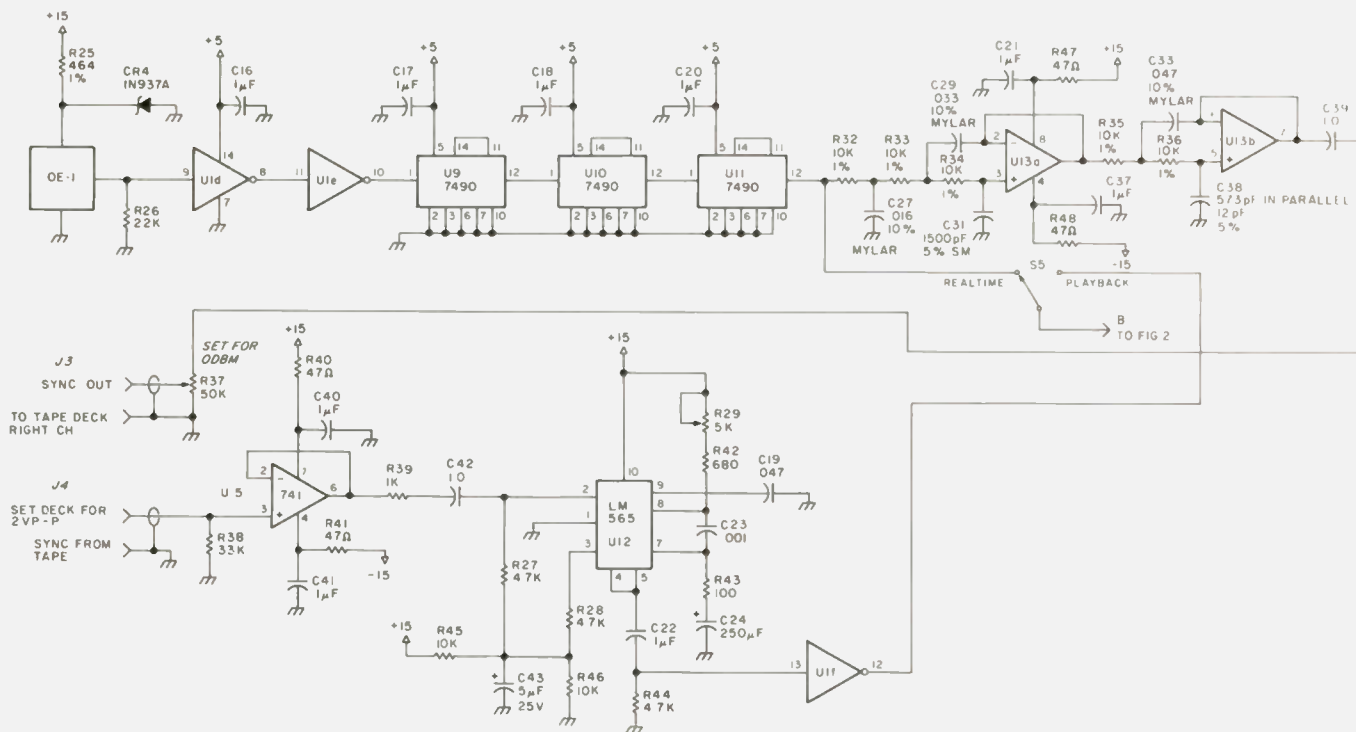 +15
R25
464
1%
CR4
1N937A
OE-1
R26
22K
+5
C16
1µF
14
9
U1d
8
7
11
U1e
10
+5
C17
1µF
5
14
11
1
U9
7490
12
2
3
6
7
10
+5
C18
1µF
5
14
11
1
U10
7490
12
2
3
6
7
10
+5
C20
1µF
5
14
11
1
U11
7490
12
2
3
6
7
10
R32
10K
1%
R33
10K
1%
C27
.016
10%
MYLAR
C29
.033
10%
MYLAR
R34
10K
1%
C31
1500pF
5% SM
C21
1µF
R47
47Ω
+15
2
-
8
U13a
3
+
4
R48
47Ω
C37
1µF
-15
R35
10K
1%
C33
.047
10%
MYLAR
R36
10K
1%
U13b
5
+
C38
573pF IN PARALLEL
12pF
5%
C34
1.0
S5
REALTIME
PLAYBACK
B
TO FIG 2
J3
SYNC OUT
TO TAPE DECK
RIGHT CH
SET FOR
0DBM
R37
50K
J4
SET DECK FOR
2VP-P
SYNC FROM
TAPE
R38
33K
+15
R40
47Ω
C40
1µF
U5
2
-
7
741
6
3
+
4
R41
47Ω
-15
C41
1µF
R39
1K
C42
1.0
R27
4.7K
+15
R45
10K
C43
5µF
25V
+
R28
4.7K
R46
10K
+15
10
2
LM
565
U12
9
8
1
3
7
4
5
R29
5K
R42
680
C19
.047
C23
.001
R43
100
+
C24
250µF
C22
1µF
R44
4.7K
13
U1f
12